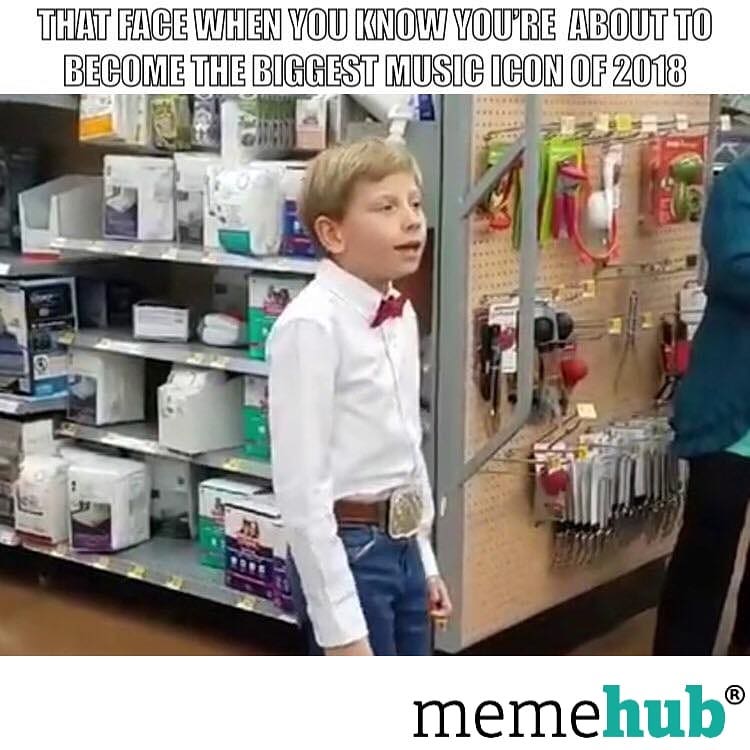 THAT FACE WHEN YOU KNOW YOU'RE ABOUT TO
BECOME THE BIGGEST MUSIC ICON OF 2018
memehub®